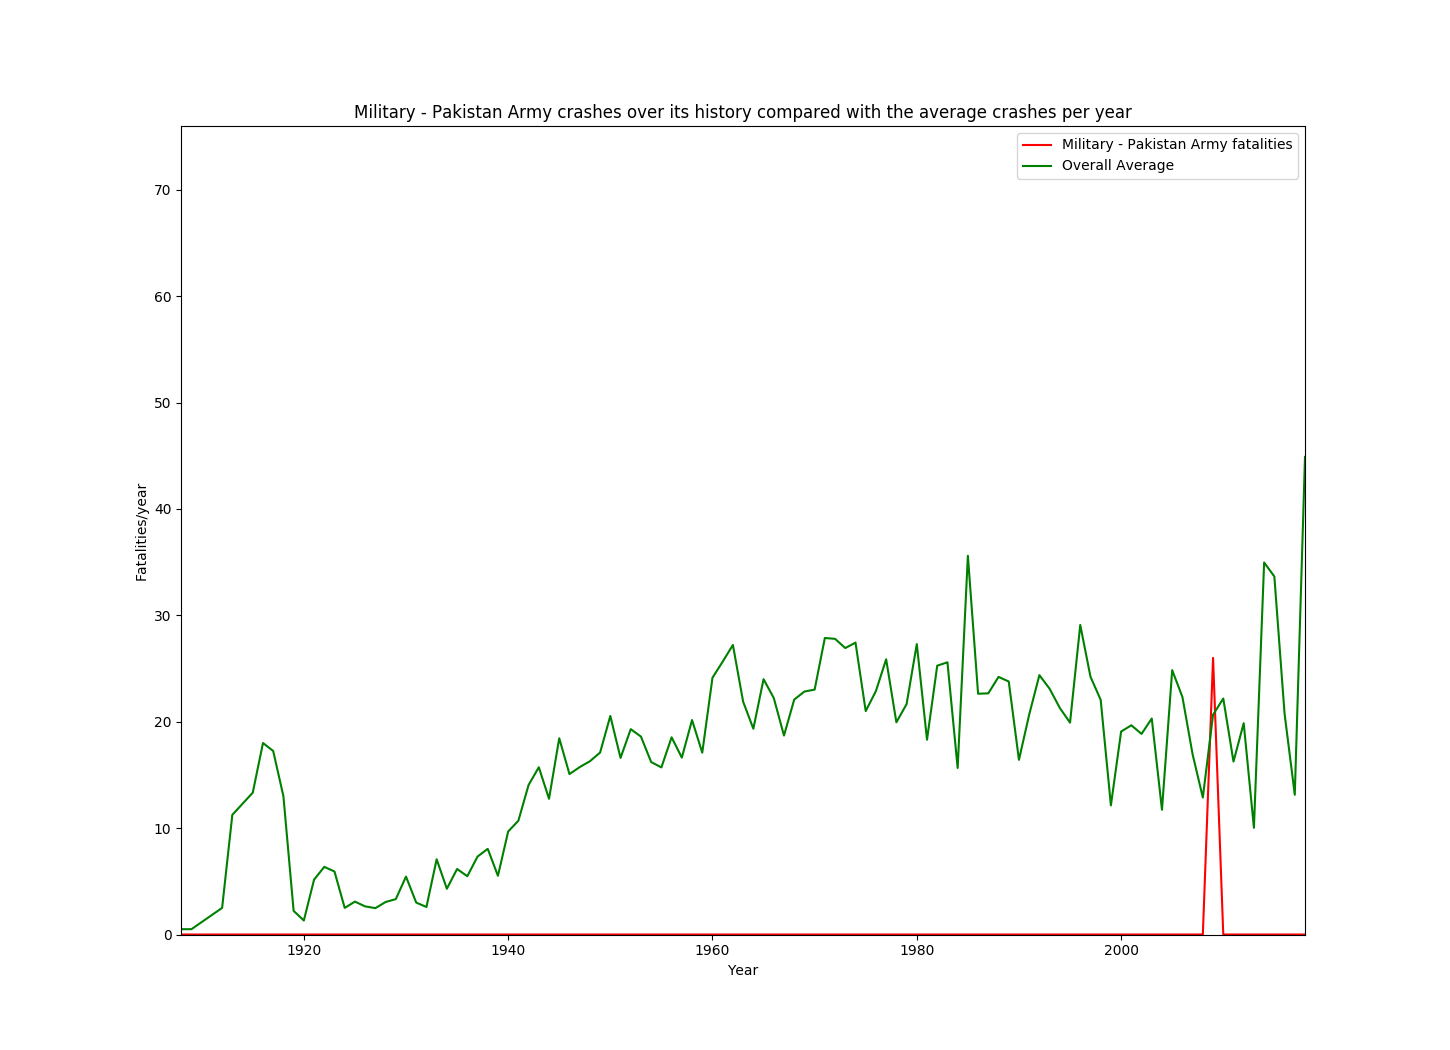 Military - Pakistan Army crashes over its history compared with the average crashes per year
Military - Pakistan Army fatalities
Overall Average
70
60
50
40
30
20
10
0
Fatalities/year
1920
1940
1960
1980
2000
Year